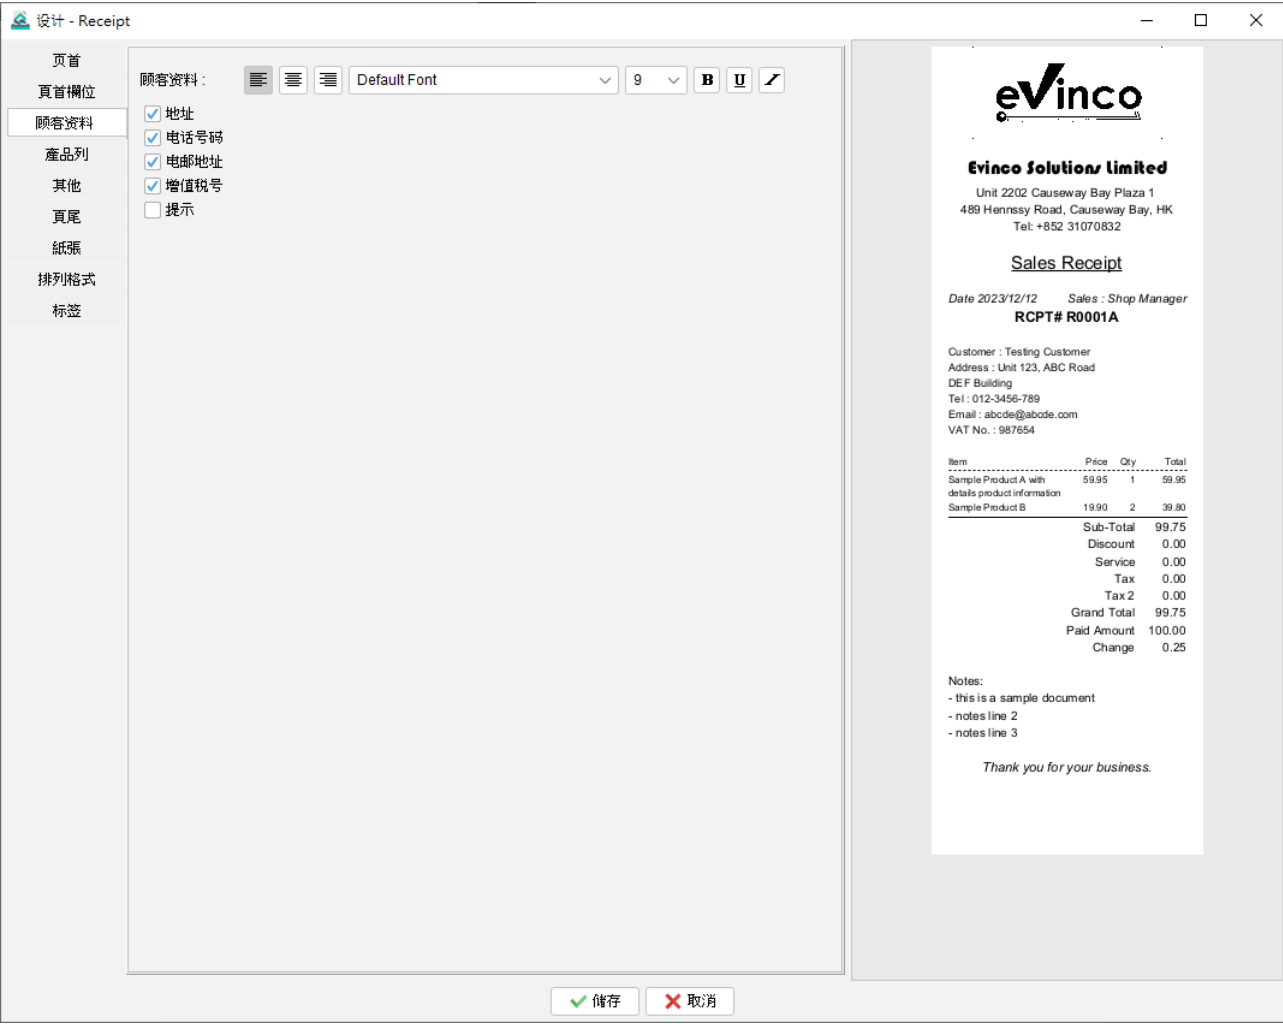 设计 - Receipt
页首
頁首欄位
顾客资料
產品列
其他
頁尾
紙張
排列格式
标签
顾客资料 :
Default Font
9
B U I
地址
电话号码
电邮地址
增值税号
提示
储存
取消
evinco
Evinco Solutions Limited
Unit 2202 Causeway Bay Plaza 1
489 Hennssy Road, Causeway Bay, HK
Tel: +852 31070832
Sales Receipt
Date 2023/12/12 Sales : Shop Manager
RCPT# R0001A
Customer : Testing Customer
Address : Unit 123, ABC Road
DEF Building
Tel : 012-3456-789
Email : abcde@abcde.com
VAT No. : 987654
Item Price Qty Total
Sample Product A with 59.95 1 59.95
details product information
Sample Product B 19.90 2 39.80
Sub-Total 99.75
Discount 0.00
Service 0.00
Tax 0.00
Tax 2 0.00
Grand Total 99.75
Paid Amount 100.00
Change 0.25
Notes:
- this is a sample document
- notes line 2
- notes line 3
Thank you for your business.